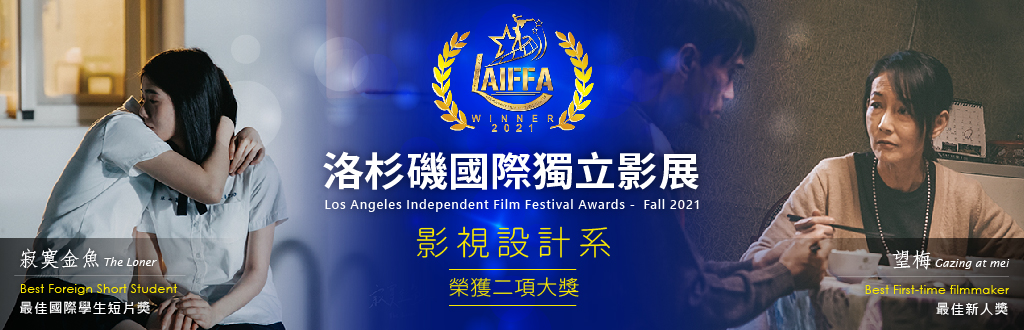 LAIFFA
WINNER
2021
洛杉磯國際獨立影展
Los Angeles Independent Film Festival Awards - Fall 2021
影視設計系
榮獲二項大獎
寂寞金魚 The Loner
Best Foreign Short Student
最佳國際學生短片獎
望梅 Gazing at mei
Best First-time filmmaker
最佳新人獎